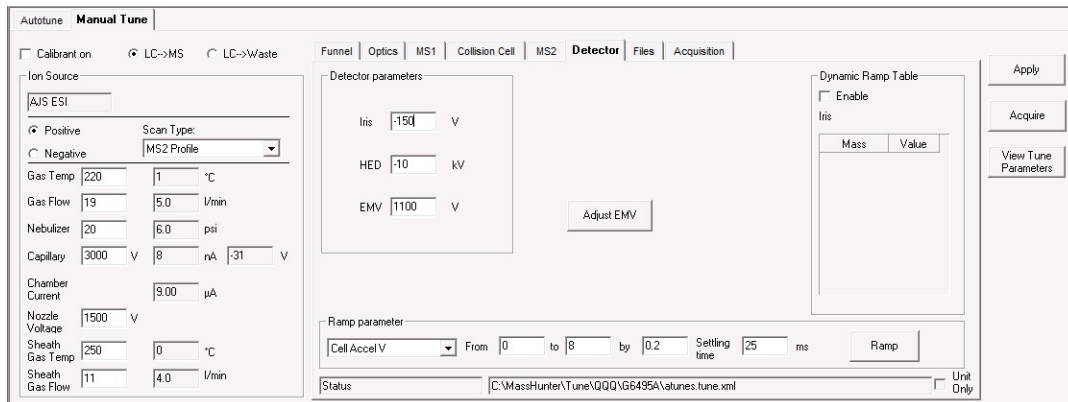 Autotune Manual Tune
Calibrant on LC-->MS LC-->Waste
Ion Source
AJS ESI
Positive
Negative
Scan Type:
MS2 Profile
Gas Temp 220 1 °C
Gas Flow 19 5.0 l/min
Nebulizer 20 6.0 psi
Capillary 3000 V 8 nA -31 V
Chamber
Current 9.00 µA
Nozzle
Voltage 1500 V
Sheath
Gas Temp 250 0 °C
Sheath
Gas Flow 11 4.0 l/min
Funnel Optics MS1 Collision Cell MS2 Detector Files Acquisition
Detector parameters
Iris -150 V
HED -10 kV
EMV 1100 V
Adjust EMV
Dynamic Ramp Table
Enable
Iris
Mass Value
Ramp parameter
Cell Accel V From 0 to 8 by 0.2 Settling
time 25 ms Ramp
Status C:\MassHunter\Tune\QQQ\G6495A\atunes.tune.xml Unit
Only
Apply
Acquire
View Tune
Parameters